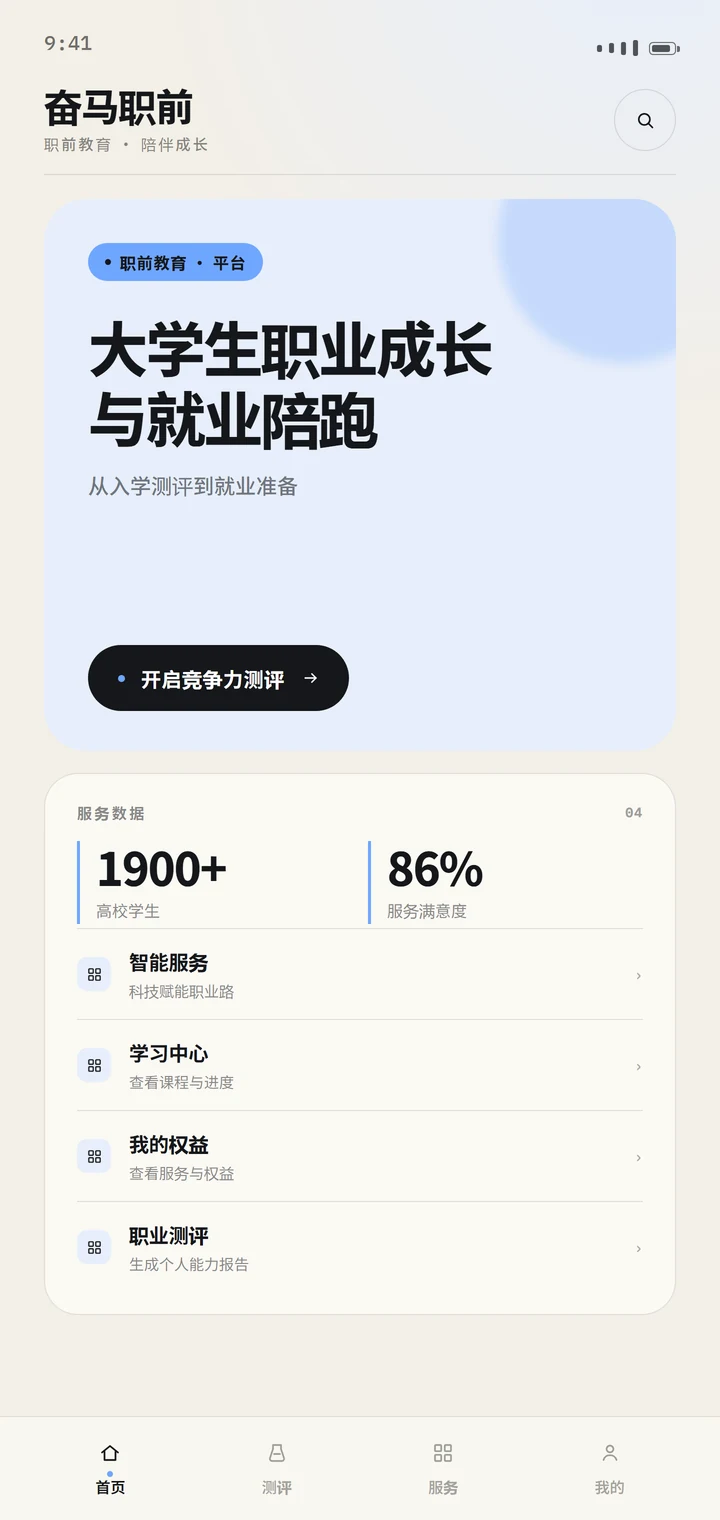 9:41
奋马职前
职前教育 • 陪伴成长
• 职前教育 • 平台
大学生职业成长
与就业陪跑
从入学测评到就业准备
开启竞争力测评 →
服务数据
04
1900+
86%
高校学生
服务满意度
智能服务
科技赋能职业路
学习中心
查看课程与进度
我的权益
查看服务与权益
职业测评
生成个人能力报告
首页
测评
服务
我的